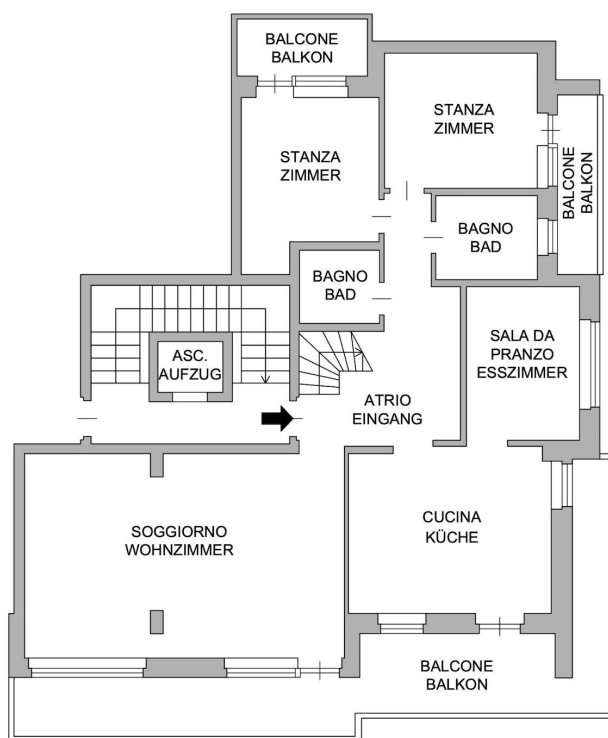 BALCONE
BALKON
STANZA
ZIMMER
STANZA
ZIMMER
BALCONE
BALKON
BAGNO
BAD
BAGNO
BAD
ASC.
AUFZUG
SALA DA
PRANZO
ESSZIMMER
ATRIO
EINGANG
SOGGIORNO
WOHNZIMMER
CUCINA
KÜCHE
BALCONE
BALKON